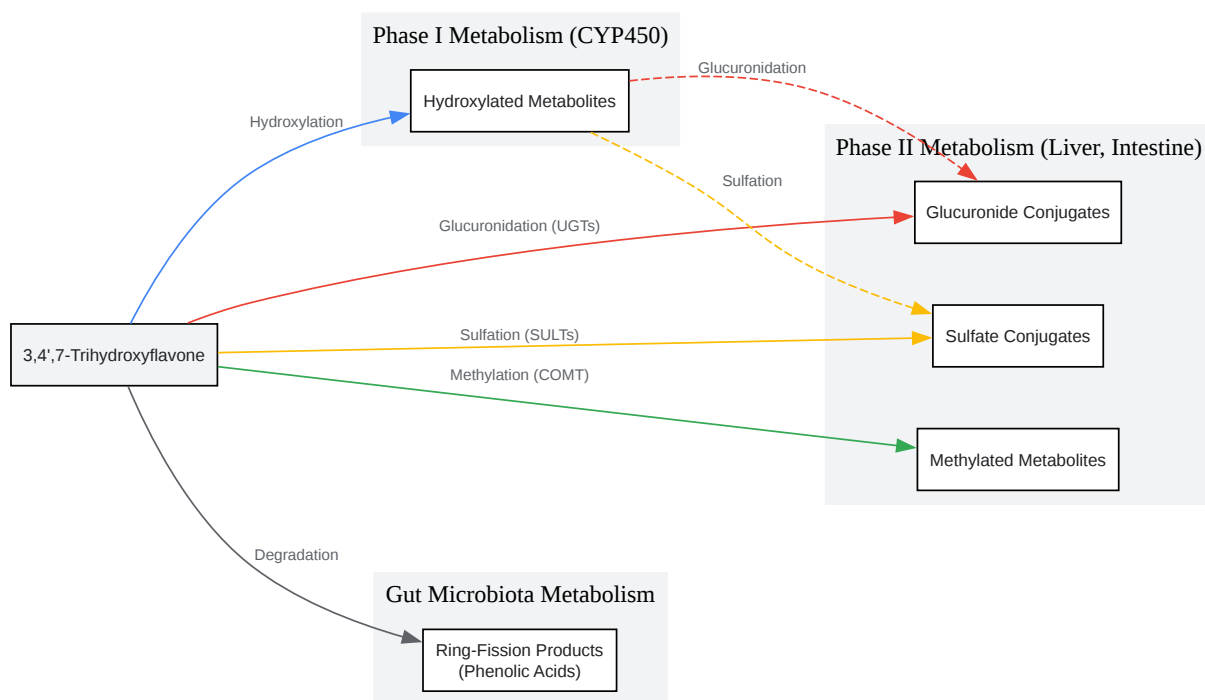 Phase I Metabolism (CYP450)
Hydroxylated Metabolites
Glucuronidation
Hydroxylation
Phase II Metabolism (Liver, Intestine)
Sulfation
Glucuronide Conjugates
Glucuronidation (UGTs)
3,4',7-Trihydroxyflavone
Sulfation (SULTs)
Sulfate Conjugates
Methylation (COMT)
Methylated Metabolites
Degradation
Gut Microbiota Metabolism
Ring-Fission Products
(Phenolic Acids)